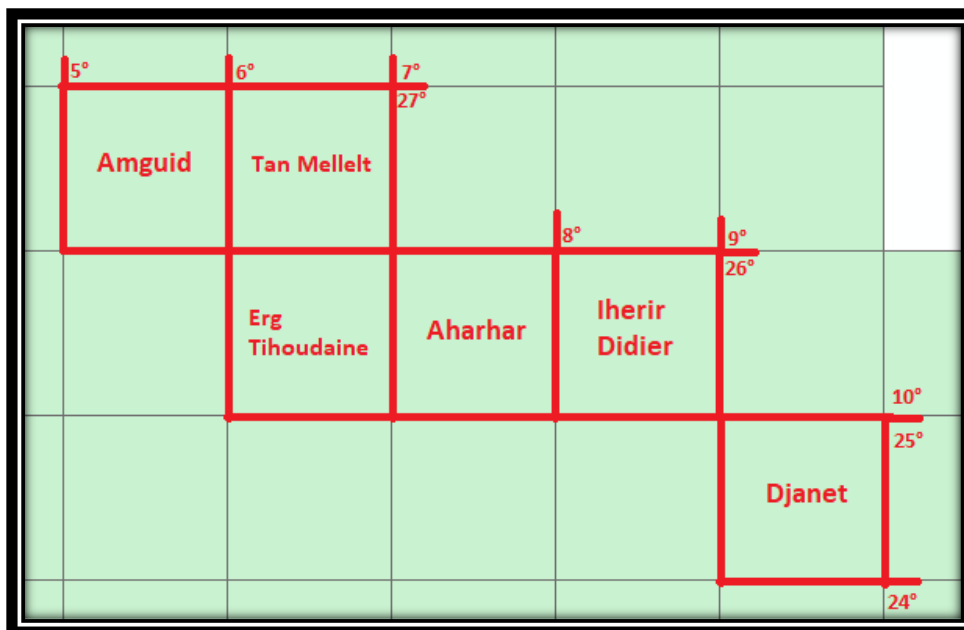 5°
6°
7°
27°
Amguid
Tan Mellelt
8°
9°
26°
Erg
Tihoudaine
Aharhar
Iherir
Didier
10°
25°
Djanet
24°